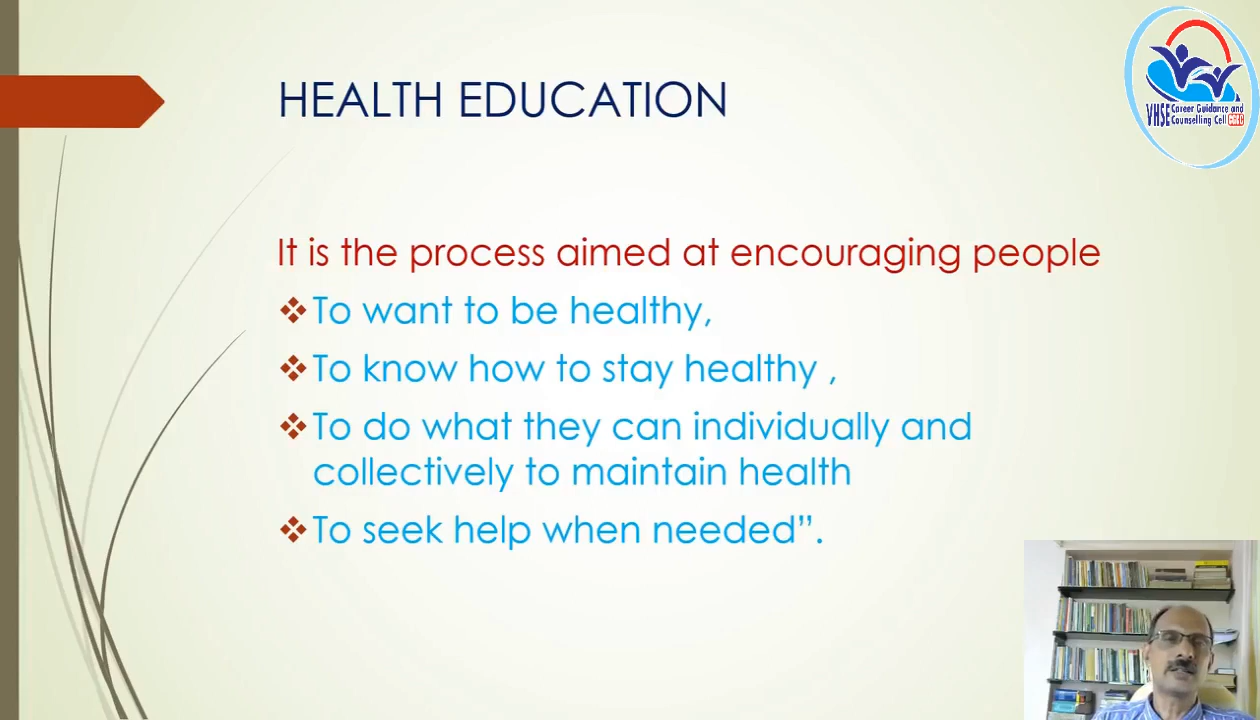 HEALTH EDUCATION
VHSE Career Guidance and
Counselling Cell CGCC
It is the process aimed at encouraging people
To want to be healthy,
To know how to stay healthy ,
To do what they can individually and
collectively to maintain health
To seek help when needed”.